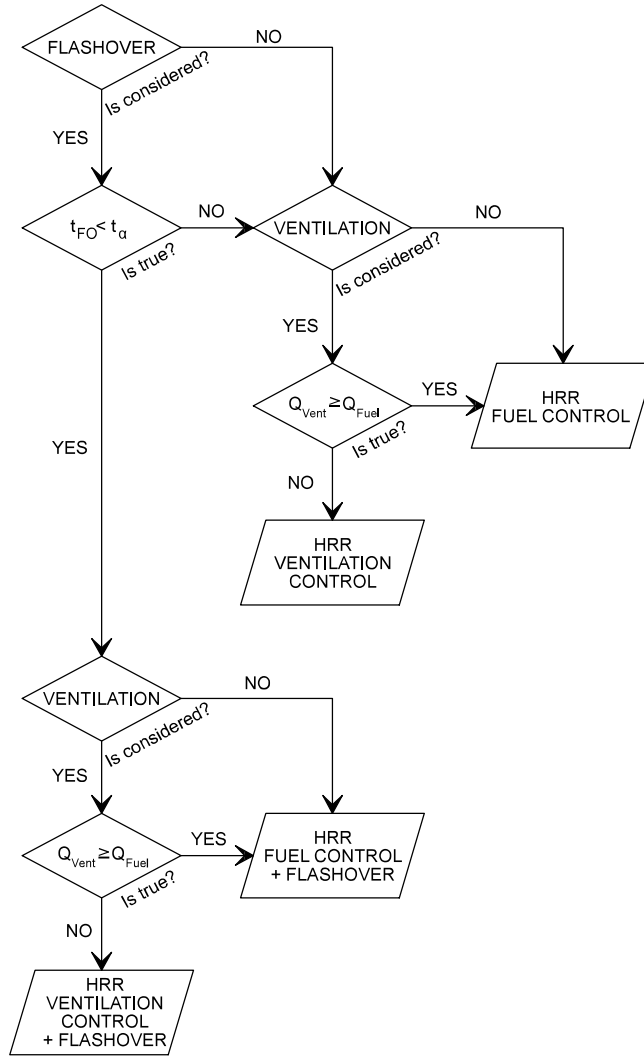 FLASHOVER
NO
Is considered?
YES
t_FO < t_α
NO
VENTILATION
NO
Is true?
Is considered?
YES
YES
Q_Vent ≥ Q_Fuel
YES
HRR
FUEL CONTROL
Is true?
NO
HRR
VENTILATION
CONTROL
VENTILATION
NO
Is considered?
YES
Q_Vent ≥ Q_Fuel
YES
HRR
FUEL CONTROL
+ FLASHOVER
Is true?
NO
HRR
VENTILATION
CONTROL
+ FLASHOVER